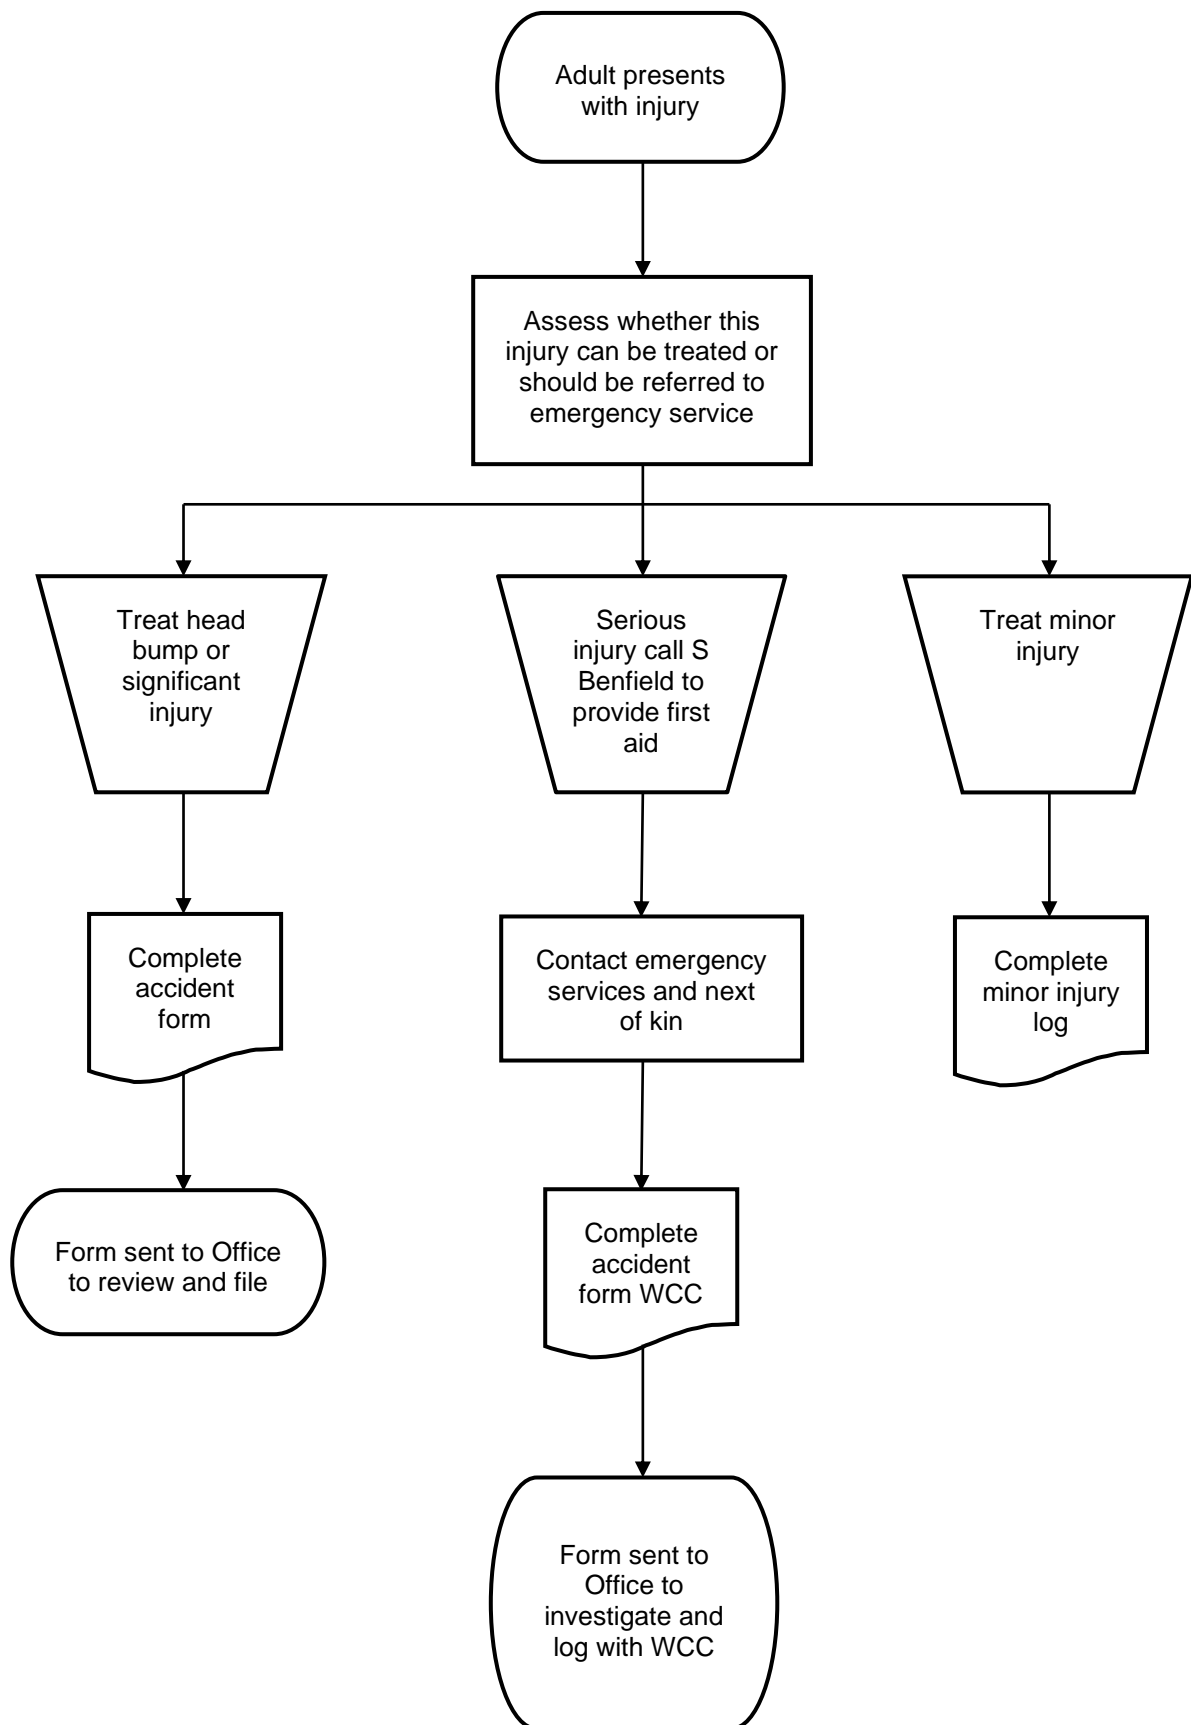 Adult presents
with injury
Assess whether this
injury can be treated or
should be referred to
emergency service
Treat head
bump or
significant
injury
Serious
injury call S
Benfield to
provide first
aid
Treat minor
injury
Complete
accident
form
Contact emergency
services and next
of kin
Complete
minor injury
log
Form sent to Office
to review and file
Complete
accident
form WCC
Form sent to
Office to
investigate and
log with WCC